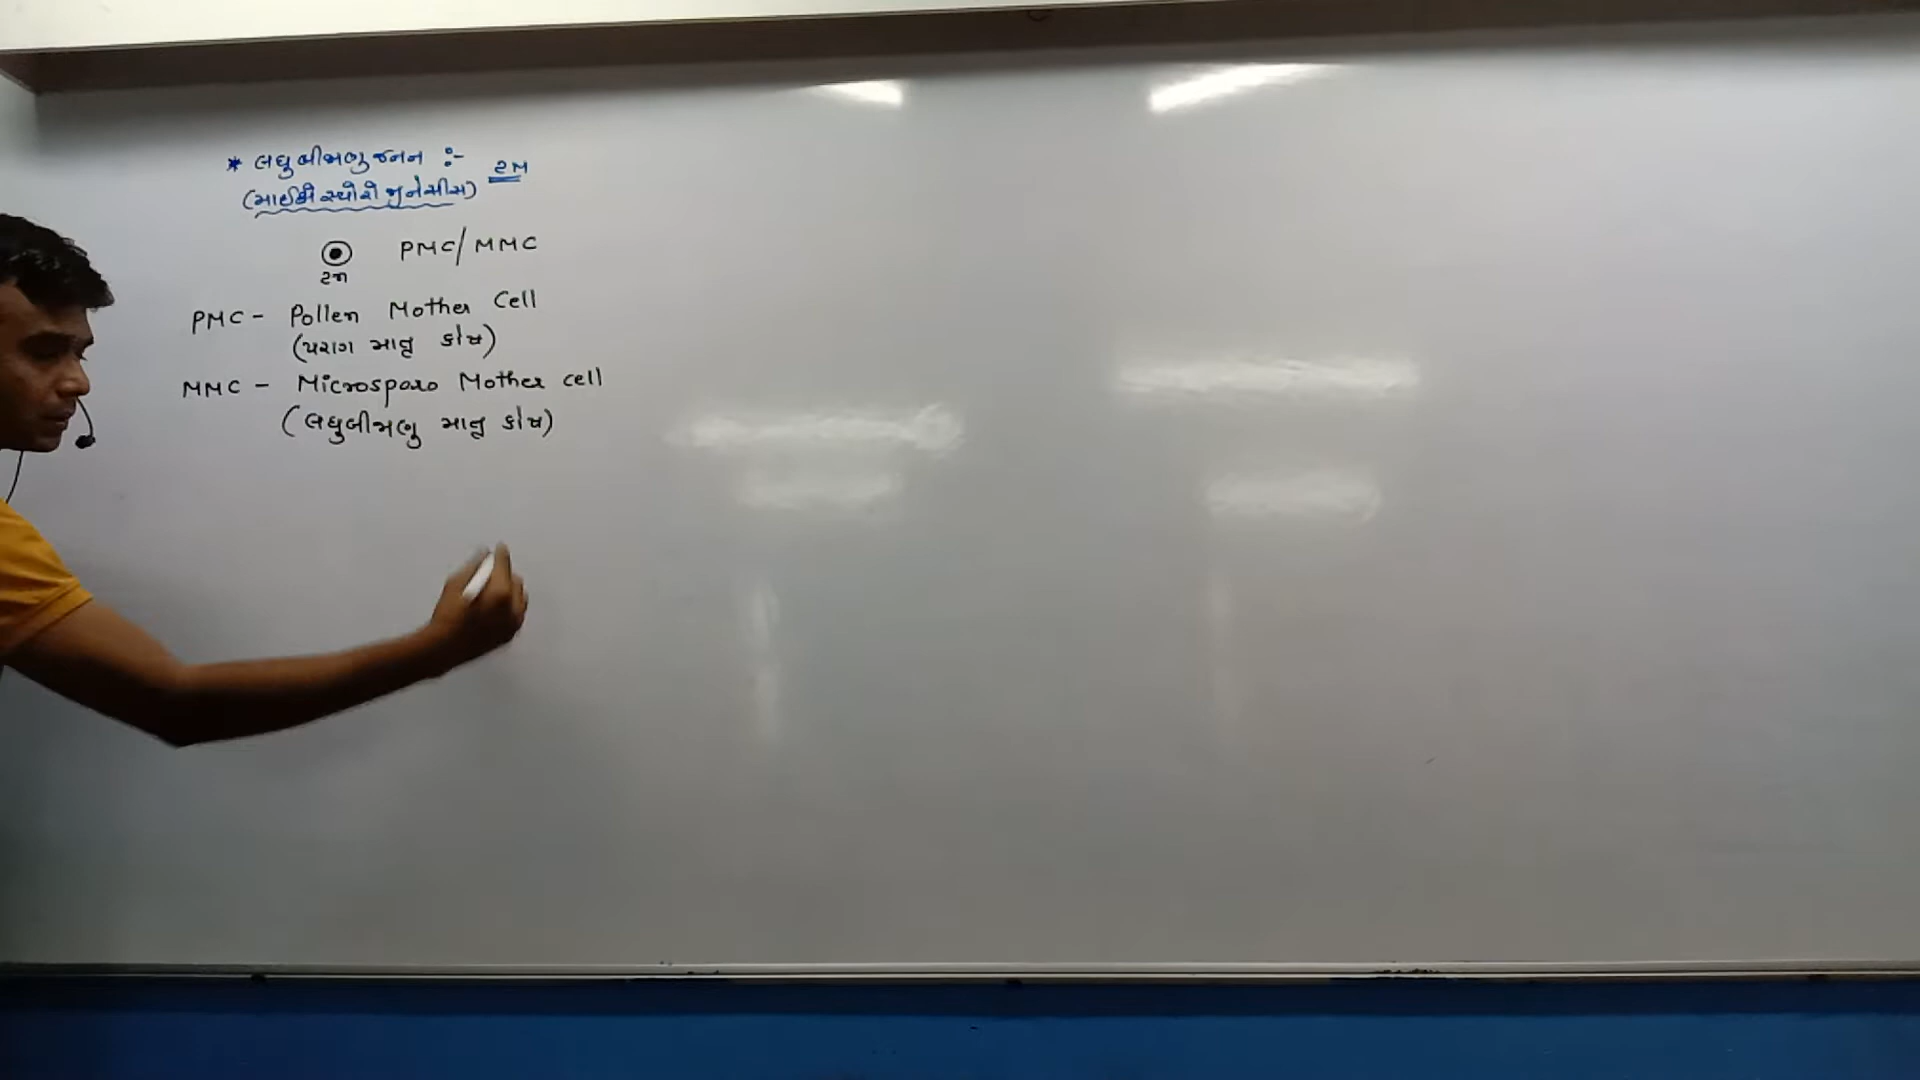 * લઘુબીજાણુજનન :-
(માઈક્રોસ્પોરોજીનેસીસ) 2M
PMC/MMC
2n
PMC - Pollen Mother Cell
(પરાગ માતૃ કોષ)
MMC - Microsporo Mother cell
(લઘુબીજાણુ માતૃ કોષ)